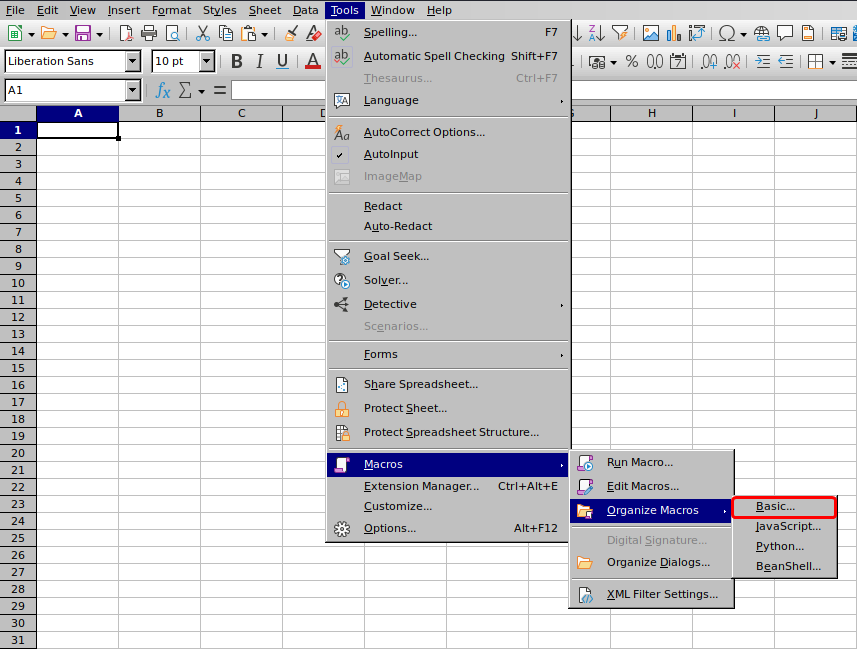 File Edit View Insert Format Styles Sheet Data Tools Window Help
Liberation Sans 10 pt B I U A
A1
A B C H I J
1
2
3
4
5
6
7
8
9
10
11
12
13
14
15
16
17
18
19
20
21
22
23
24
25
26
27
28
29
30
31
Spelling... F7
Automatic Spell Checking Shift+F7
Thesaurus... Ctrl+F7
Language
AutoCorrect Options...
AutoInput
ImageMap
Redact
Auto-Redact
Goal Seek...
Solver...
Detective
Scenarios...
Forms
Share Spreadsheet...
Protect Sheet...
Protect Spreadsheet Structure...
Macros
Extension Manager... Ctrl+Alt+E
Customize...
Options... Alt+F12
Run Macro...
Edit Macros...
Organize Macros
Digital Signature...
Organize Dialogs...
XML Filter Settings...
Basic...
JavaScript...
Python...
BeanShell...